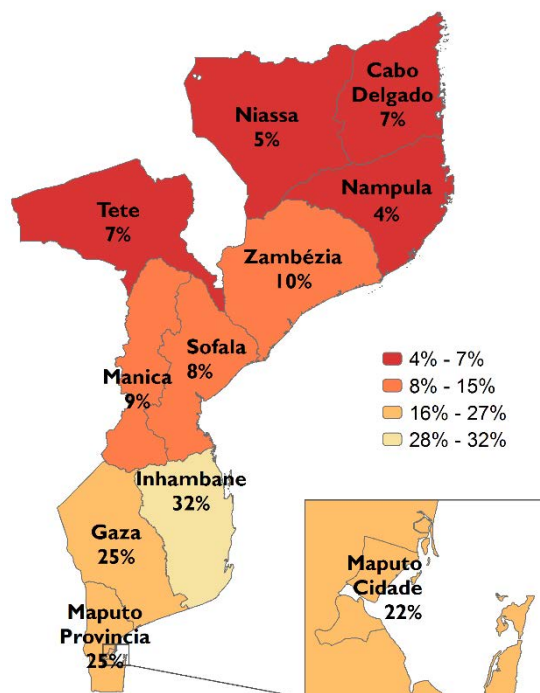 Cabo
Delgado
7%
Niassa
5%
Nampula
4%
Tete
7%
Zambézia
10%
Sofala
8%
Manica
9%
4% - 7%
8% - 15%
16% - 27%
28% - 32%
Inhambane
32%
Gaza
25%
Maputo
Cidade
22%
Maputo
Provincia
25%